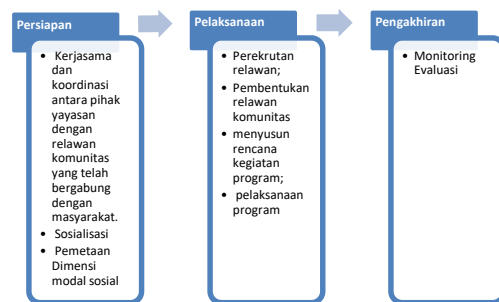 Persiapan
• Kerjasama
dan
koordinasi
antara pihak
yayasan
dengan
relawan
komunitas
yang telah
bergabung
dengan
masyarakat.
• Sosialisasi
• Pemetaan
Dimensi
modal sosial
Pelaksanaan
• Perekrutan
relawan;
• Pembentukan
relawan
komunitas
• menyusun
rencana
kegiatan
program;
• pelaksanaan
program
Pengakhiran
• Monitoring
Evaluasi